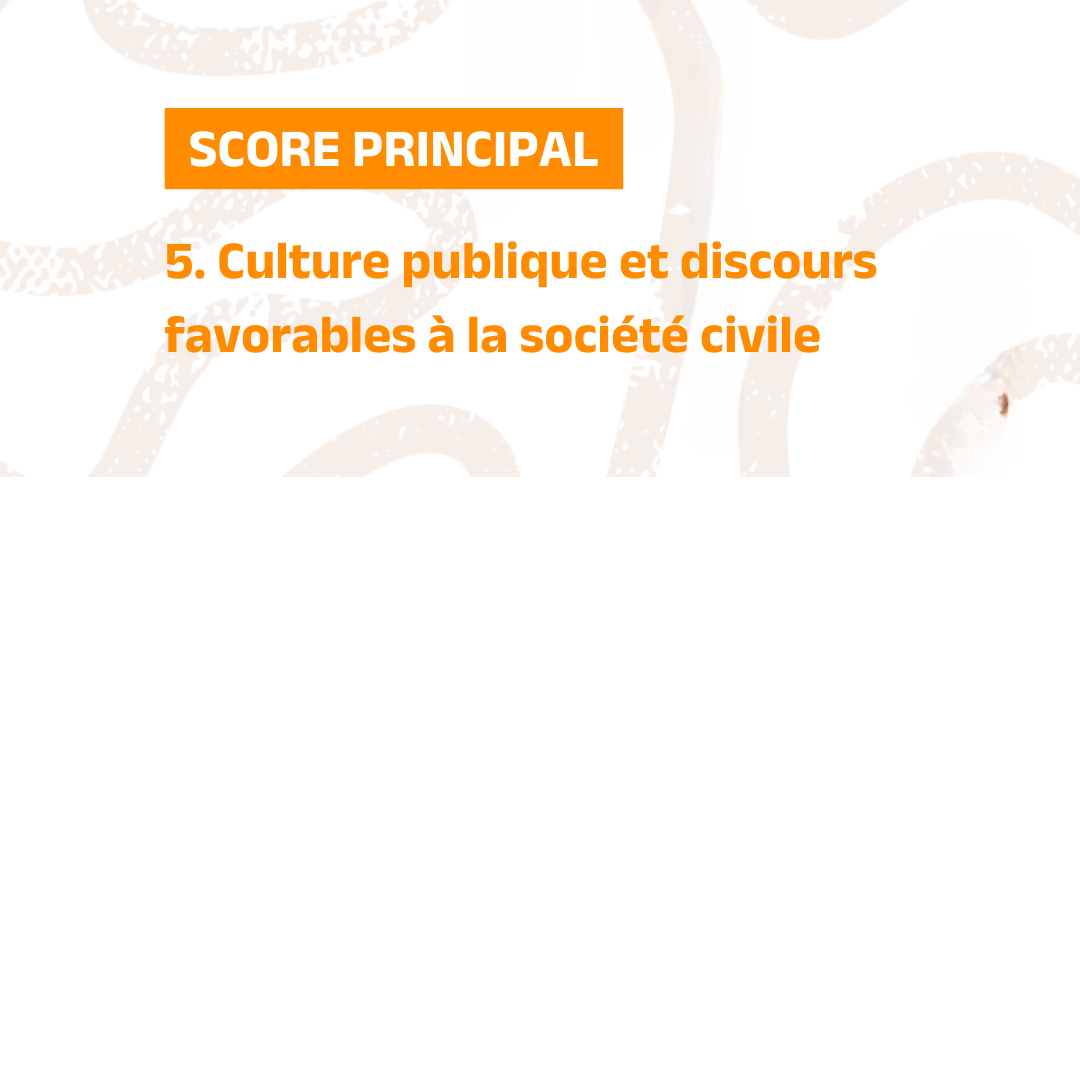 SCORE PRINCIPAL
5. Culture publique et discours
favorables à la société civile